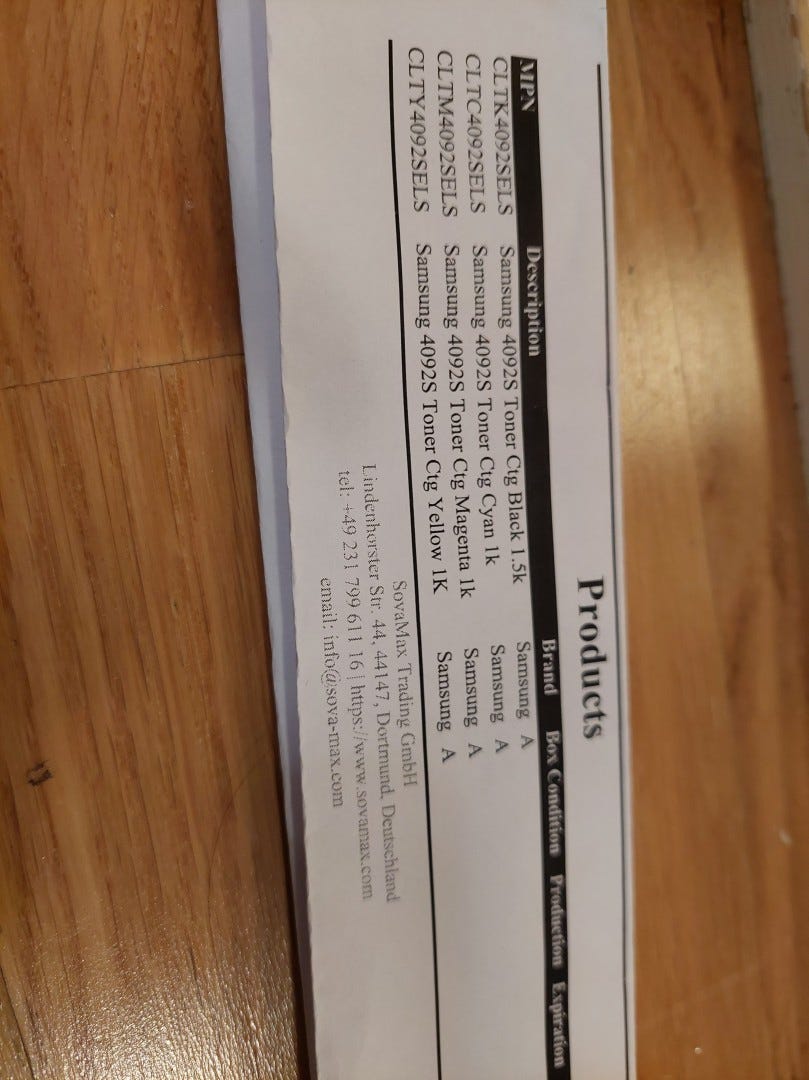 Products
MPN Description Brand Box Condition Production Expiration
CLTK4092SELS Samsung 4092S Toner Ctg Black 1.5k Samsung A
CLTC4092SELS Samsung 4092S Toner Ctg Cyan 1k Samsung A
CLTM4092SELS Samsung 4092S Toner Ctg Magenta 1k Samsung A
CLTY4092SELS Samsung 4092S Toner Ctg Yellow 1K Samsung A
SovaMax Trading GmbH
Lindenhorster Str. 44, 44147, Dortmund, Deutschland
tel: +49 231 799 611 16 | https://www.sovamax.com
email: info@sova-max.com